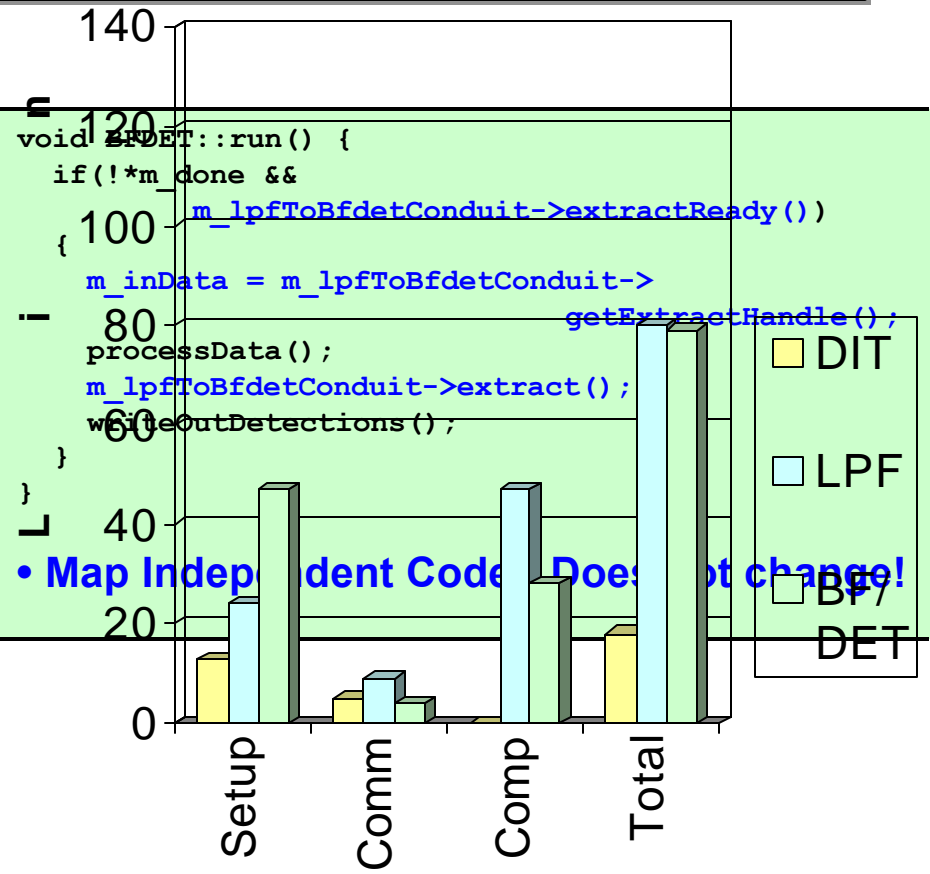 140
120
100
80
60
40
20
0
void BFDET::run() {
if(!*m_done &&
m_lpfToBfdetConduit->extractReady())
{
m_inData = m_lpfToBfdetConduit->
getExtractHandle();
processData();
m_lpfToBfdetConduit->extract();
writeOutDetections();
}
}
• Map Independent Code Does not change!
DIT
LPF
BF/
DET
Setup
Comm
Comp
Total